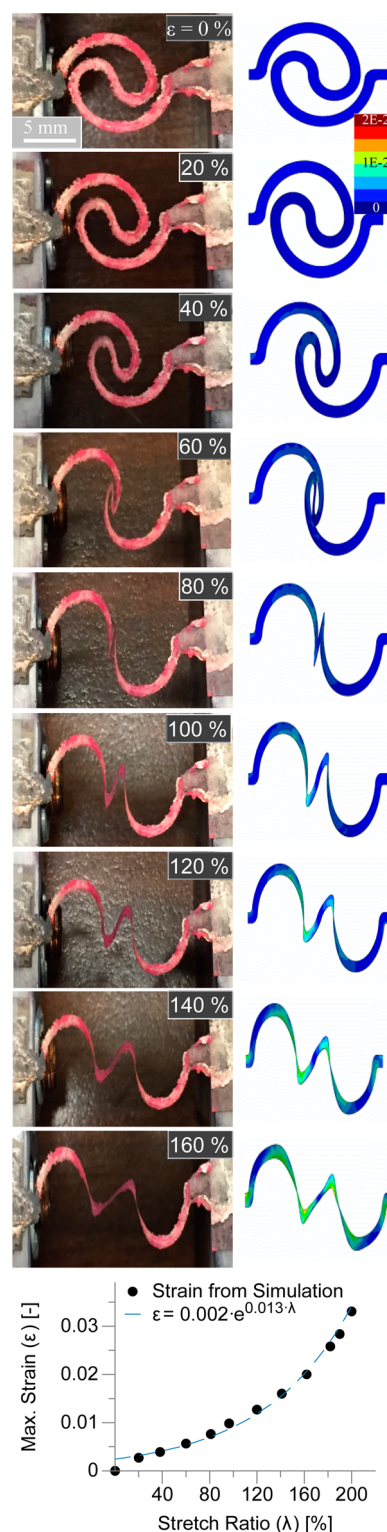 ε = 0 %
5 mm
2E-2
1E-2
0
20 %
40 %
60 %
80 %
100 %
120 %
140 %
160 %
Strain from Simulation
ε = 0.002·e^0.013·λ
Max. Strain (ε) [-]
0.03
0.02
0.01
0
40 80 120 160 200
Stretch Ratio (λ) [%]